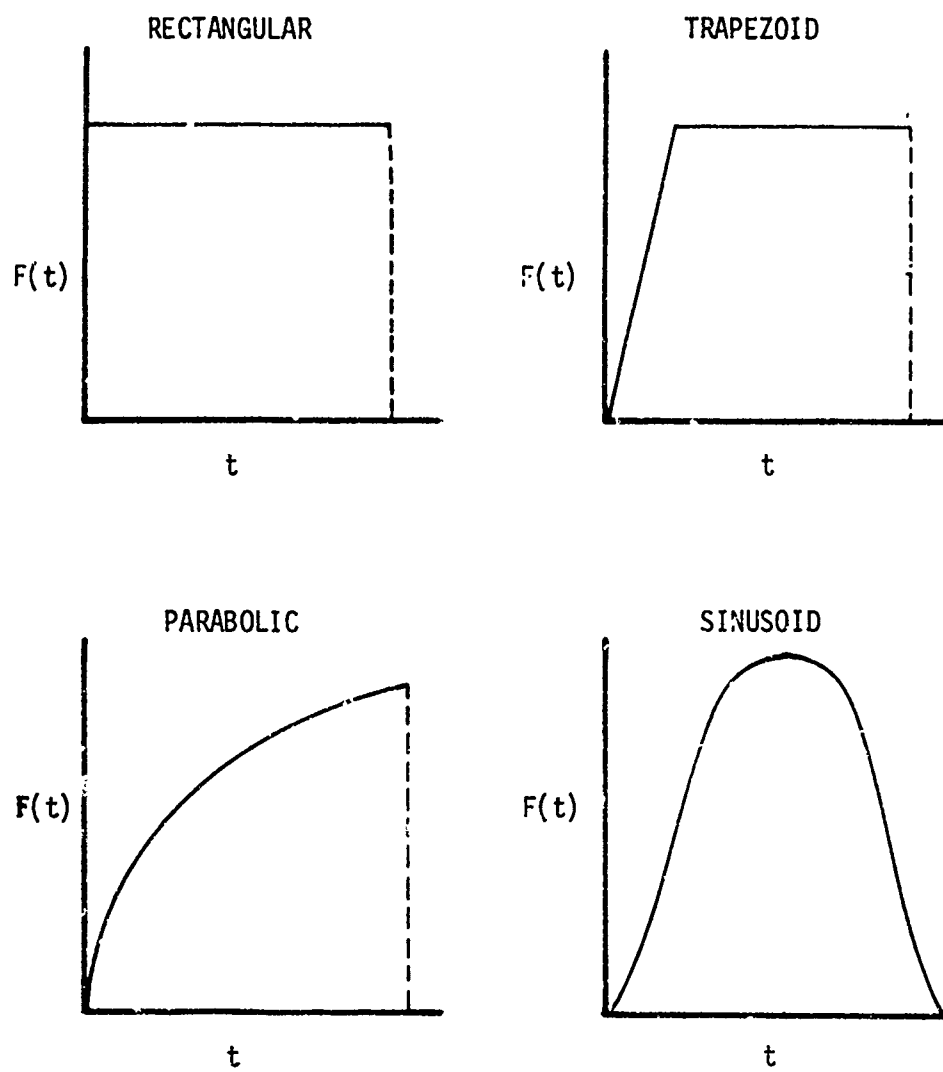 RECTANGULAR
F(t)
t
TRAPEZOID
F(t)
t
PARABOLIC
F(t)
t
SINUSOID
F(t)
t